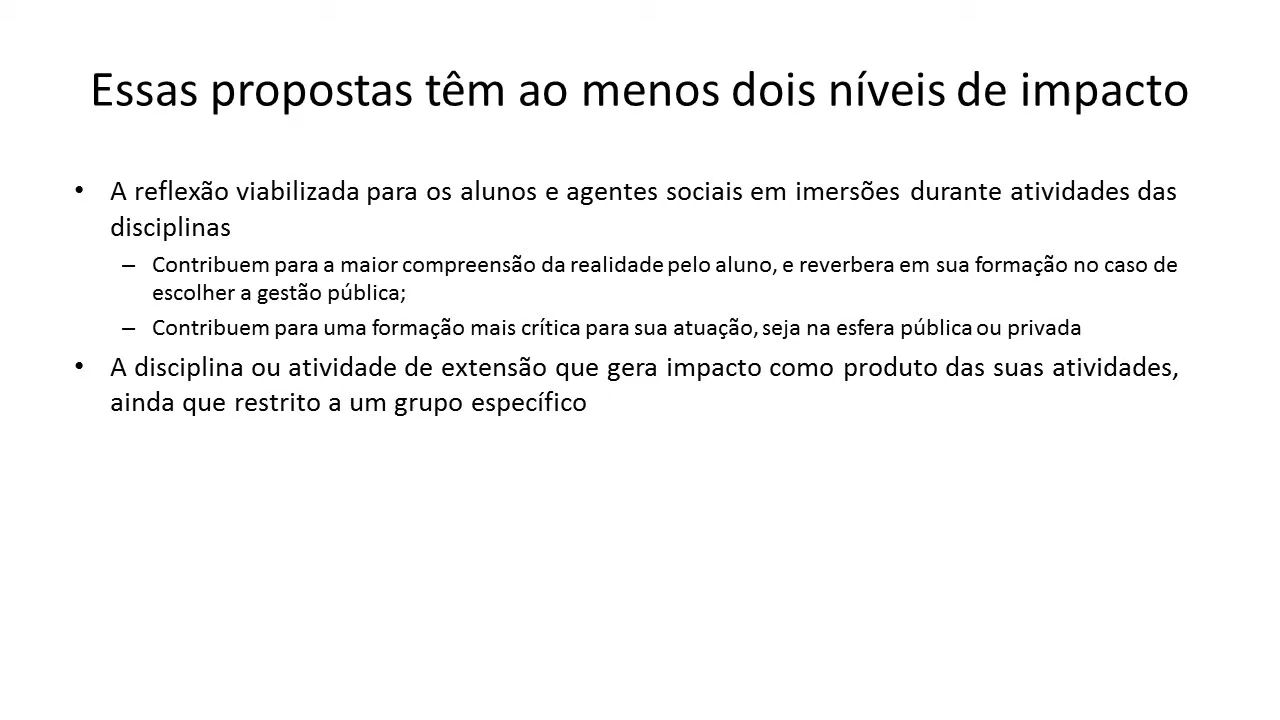 Essas propostas têm ao menos dois níveis de impacto
• A reflexão viabilizada para os alunos e agentes sociais em imersões durante atividades das
disciplinas
– Contribuem para a maior compreensão da realidade pelo aluno, e reverbera em sua formação no caso de
escolher a gestão pública;
– Contribuem para uma formação mais crítica para sua atuação, seja na esfera pública ou privada
• A disciplina ou atividade de extensão que gera impacto como produto das suas atividades,
ainda que restrito a um grupo específico